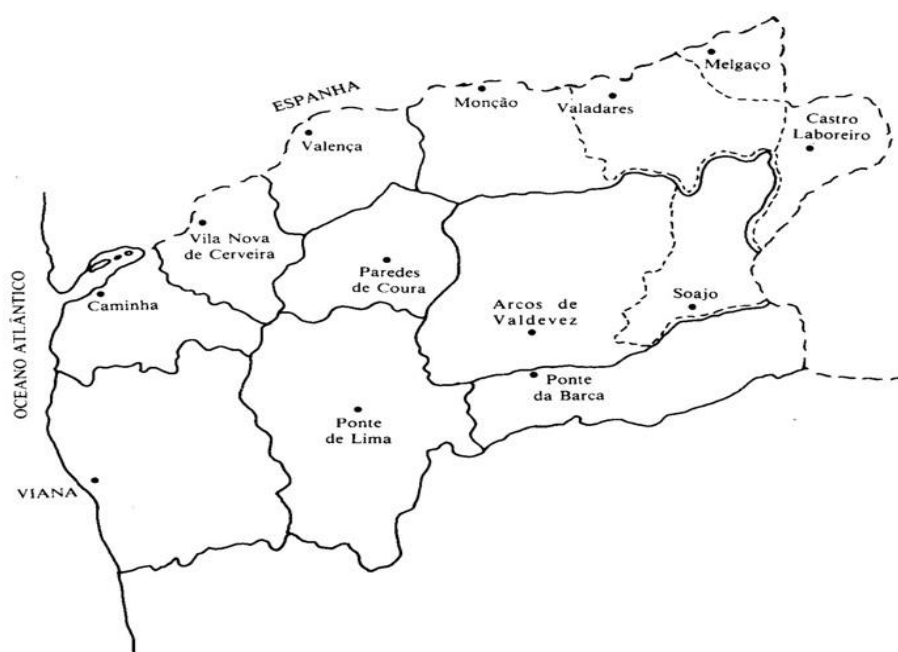 Melgaço
ESPANHA
Monção
Valadares
Castro
Laboreiro
Valença
Vila Nova
de Cerveira
Paredes
de Coura
OCEANO ATLÂNTICO
Caminha
Arcos de
Valdevez
Soajo
Ponte
da Barca
Ponte
de Lima
VIANA